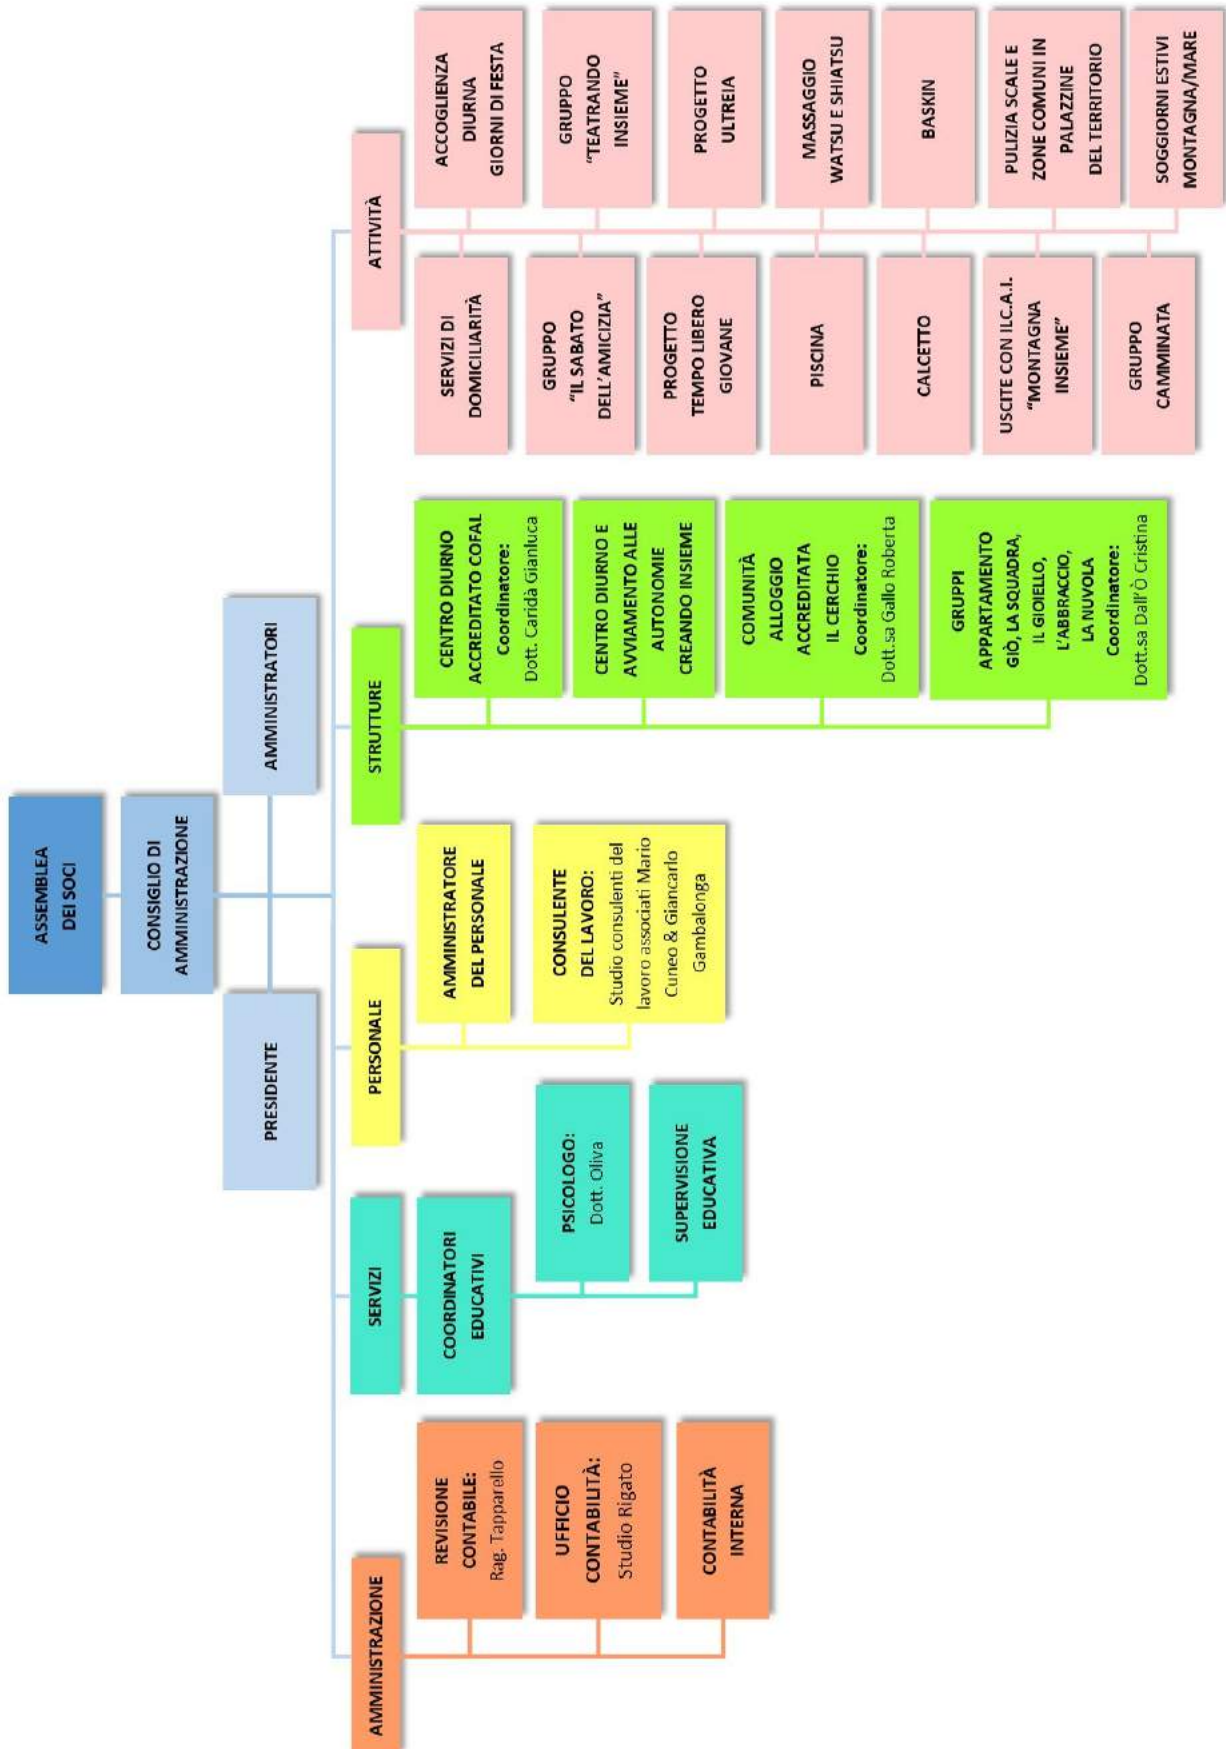 ASSEMBLEA
DEI SOCI
CONSIGLIO DI
AMMINISTRAZIONE
PRESIDENTE
AMMINISTRATORI
AMMINISTRAZIONE
REVISIONE
CONTABILE:
Rag. Tapparello
UFFICIO
CONTABILITÀ:
Studio Rigato
CONTABILITÀ
INTERNA
SERVIZI
COORDINATORI
EDUCATIVI
PSICOLOGO:
Dott. Oliva
SUPERVISIONE
EDUCATIVA
PERSONALE
AMMINISTRATORE
DEL PERSONALE
CONSULENTE
DEL LAVORO:
Studio consulenti del
lavoro associati Mario
Cuneo & Giancarlo
Gambalonga
STRUTTURE
CENTRO DIURNO
ACCREDITATO COFAL
Coordinatore:
Dott. Caridà Gianluca
CENTRO DIURNO E
AVVIAMENTO ALLE
AUTONOMIE
CREANDO INSIEME
COMUNITÀ
ALLOGGIO
ACCREDITATA
IL CERCHIO
Coordinatore:
Dott.sa Gallo Roberta
GRUPPI
APPARTAMENTO
GIÒ, LA SQUADRA,
IL GIOIELLO,
L'ABBRACCIO,
LA NUVOLA
Coordinatore:
Dott.sa Dall'Ò Cristina
ATTIVITÀ
SERVIZI DI
DOMICILIARITÀ
ACCOGLIENZA
DIURNA
GIORNI DI FESTA
GRUPPO
"IL SABATO
DELL'AMICIZIA"
GRUPPO
"TEATRANDO
INSIEME"
PROGETTO
TEMPO LIBERO
GIOVANE
PROGETTO
ULTREIA
PISCINA
MASSAGGIO
WATSU E SHIATSU
CALCETTO
BASKIN
USCITE CON ILC.A.I.
"MONTAGNA
INSIEME"
PULIZIA SCALE E
ZONE COMUNI IN
PALAZZINE
DEL TERRITORIO
GRUPPO
CAMMINATA
SOGGIORNI ESTIVI
MONTAGNA/MARE